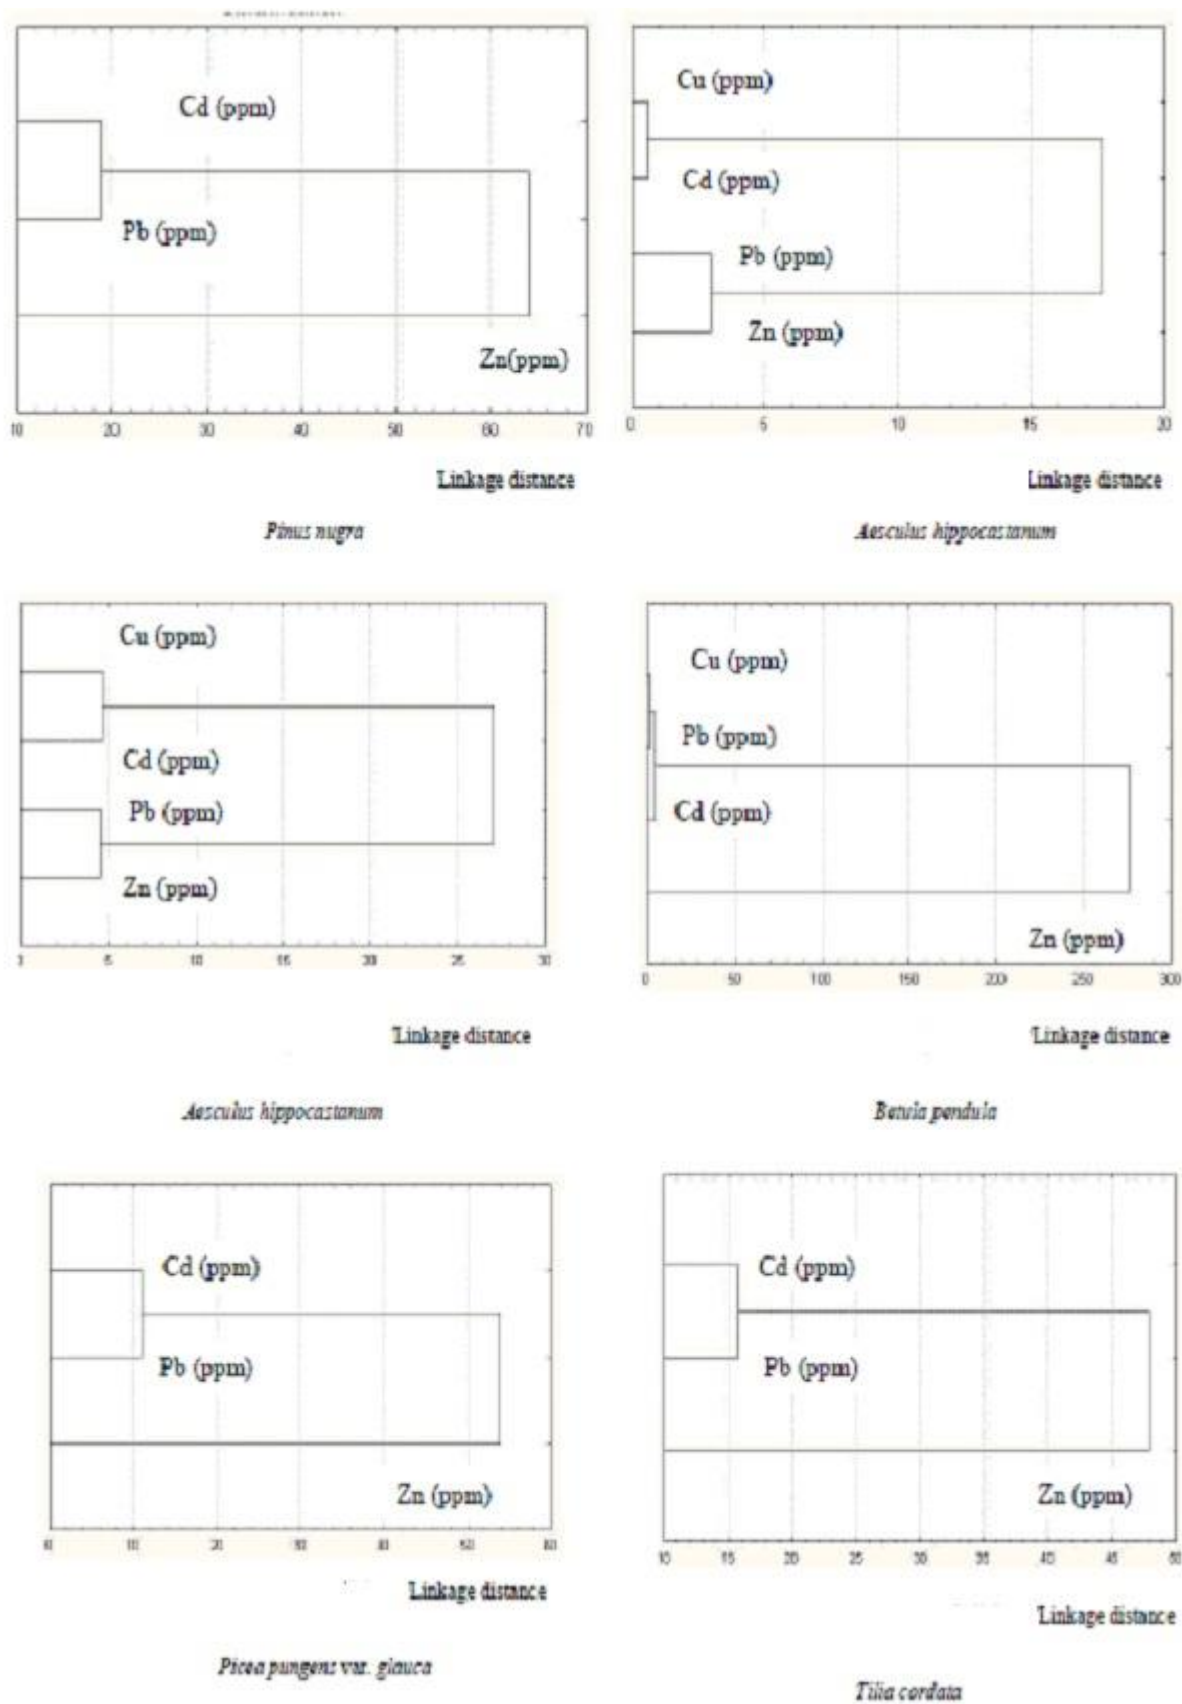 Cd (ppm)
Pb (ppm)
Zn(ppm)
10 20 30 40 50 60 70
Linkage distance
Pinus nugra
Cu (ppm)
Cd (ppm)
Pb (ppm)
Zn (ppm)
0 5 10 15 20
Linkage distance
Aesculus hippocastanum
Cu (ppm)
Cd (ppm)
Pb (ppm)
Zn (ppm)
5 10 15 20 25 30
Linkage distance
Aesculus hippocastanum
Cu (ppm)
Pb (ppm)
Cd (ppm)
Zn (ppm)
0 50 100 150 200 250 300
Linkage distance
Betula pendula
Cd (ppm)
Pb (ppm)
Zn (ppm)
Linkage distance
Picea pungens var. glauca
Cd (ppm)
Pb (ppm)
Zn (ppm)
10 15 20 25 30 35 40 45
Linkage distance
Tilia cordata